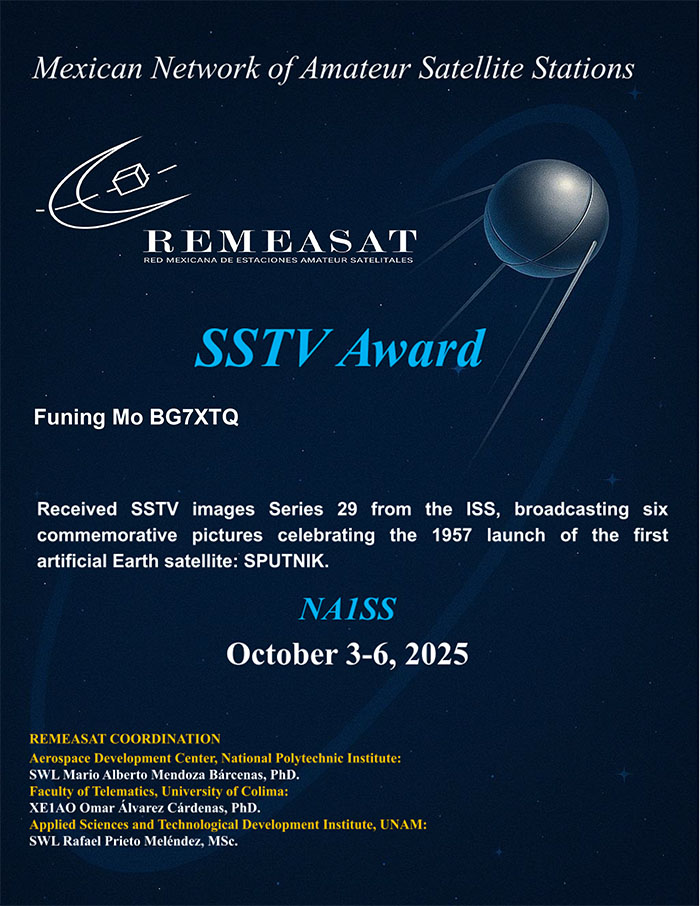 Mexican Network of Amateur Satellite Stations
REMEASAT
RED MEXICANA DE ESTACIONES AMATEUR SATELITALES
SSTV Award
Funing Mo BG7XTQ
Received SSTV images Series 29 from the ISS, broadcasting six
commemorative pictures celebrating the 1957 launch of the first
artificial Earth satellite: SPUTNIK.
NA1SS
October 3-6, 2025
REMEASAT COORDINATION
Aerospace Development Center, National Polytechnic Institute:
SWL Mario Alberto Mendoza Bárcenas, PhD.
Faculty of Telematics, University of Colima:
XE1AO Omar Álvarez Cárdenas, PhD.
Applied Sciences and Technological Development Institute, UNAM:
SWL Rafael Prieto Meléndez, MSc.